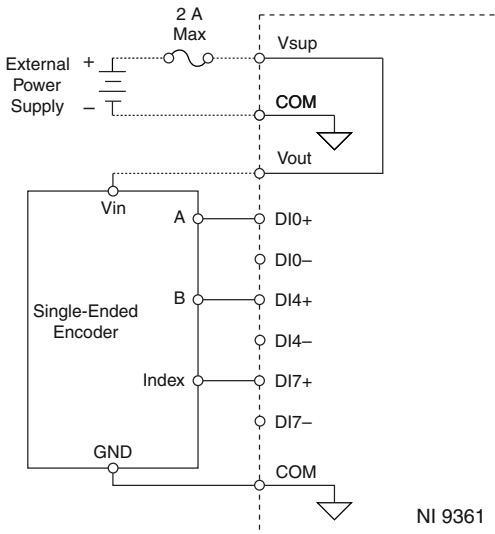 2 A
Max
Vsup
External
Power
Supply
+
–
COM
Vout
Vin
A
DI0+
DI0–
B
DI4+
Single-Ended
Encoder
DI4–
Index
DI7+
DI7–
GND
COM
NI 9361